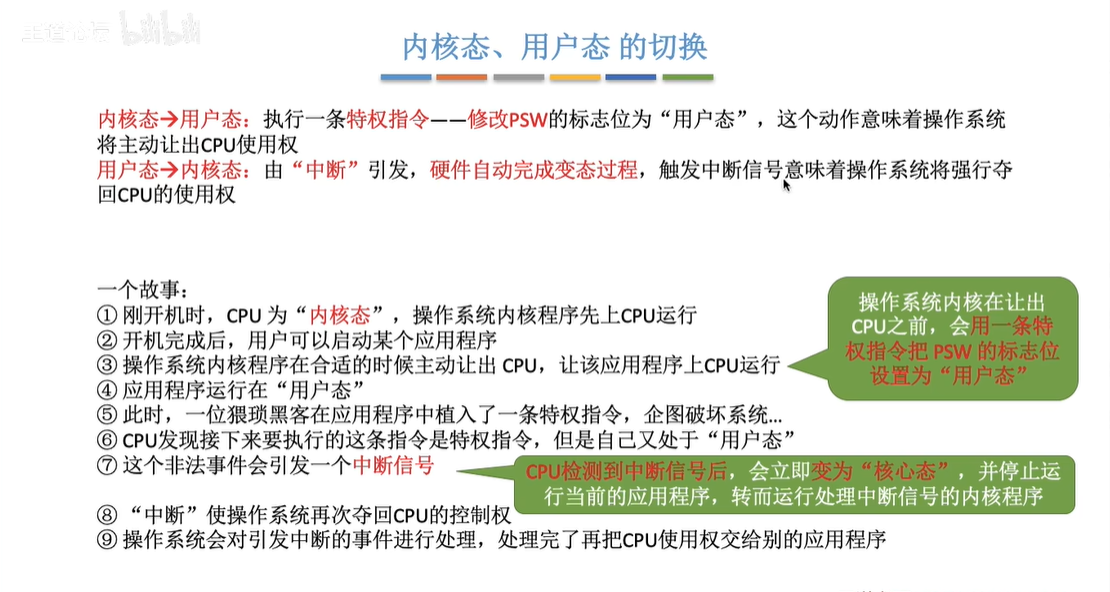 王道论坛 bilibili
内核态、用户态 的切换
内核态→用户态：执行一条特权指令——修改PSW的标志位为“用户态”，这个动作意味着操作系统
将主动让出CPU使用权
用户态→内核态：由“中断”引发，硬件自动完成变态过程，触发中断信号意味着操作系统将强行夺
回CPU的使用权
一个故事：
① 刚开机时，CPU 为“内核态”，操作系统内核程序先上CPU运行
② 开机完成后，用户可以启动某个应用程序
③ 操作系统内核程序在合适的时候主动让出 CPU，让该应用程序上CPU运行
④ 应用程序运行在“用户态”
⑤ 此时，一位猥琐黑客在应用程序中植入了一条特权指令，企图破坏系统...
⑥ CPU发现接下来要执行的这条指令是特权指令，但是自己又处于“用户态”
⑦ 这个非法事件会引发一个中断信号
⑧ “中断”使操作系统再次夺回CPU的控制权
⑨ 操作系统会对引发中断的事件进行处理，处理完了再把CPU使用权交给别的应用程序
操作系统内核在让出
CPU之前，会用一条特
权指令把 PSW 的标志位
设置为“用户态”
CPU检测到中断信号后，会立即变为“核心态”，并停止运
行当前的应用程序，转而运行处理中断信号的内核程序